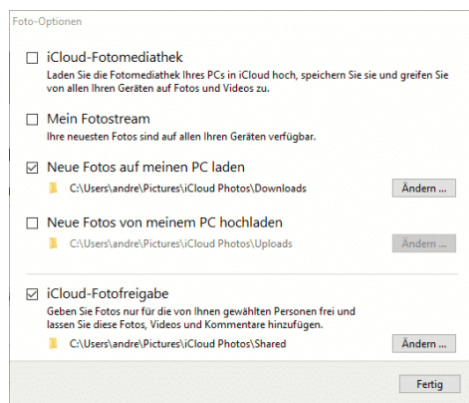 Foto-Optionen
iCloud-Fotomediathek
Laden Sie die Fotomediathek Ihres PCs in iCloud hoch, speichern Sie sie und greifen Sie
von allen Ihren Geräten auf Fotos und Videos zu.
Mein Fotostream
Ihre neuesten Fotos sind auf allen Ihren Geräten verfügbar.
Neue Fotos auf meinen PC laden
C:\Users\andre\Pictures\iCloud Photos\Downloads
Ändern ...
Neue Fotos von meinem PC hochladen
C:\Users\andre\Pictures\iCloud Photos\Uploads
Ändern ...
iCloud-Fotofreigabe
Geben Sie Fotos nur für die von Ihnen gewählten Personen frei und
lassen Sie diese Fotos, Videos und Kommentare hinzufügen.
C:\Users\andre\Pictures\iCloud Photos\Shared
Ändern ...
Fertig